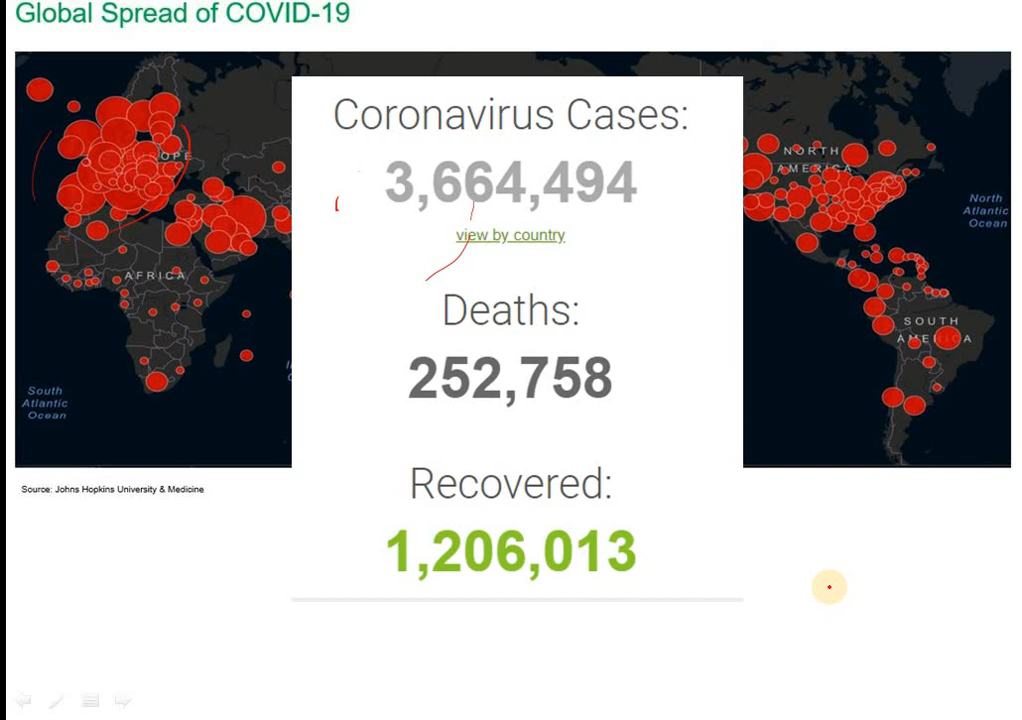 Global Spread of COVID-19
Coronavirus Cases:
3,664,494
view by country
Deaths:
252,758
Recovered:
1,206,013
OPE
AFRICA
South
Atlantic
Ocean
NORTH
AMERICA
North
Atlantic
Ocean
SOUTH
AMERICA
Source: Johns Hopkins University & Medicine